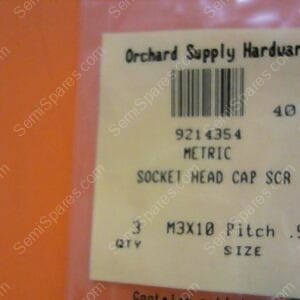 Orchard Supply Hardwar
40
9214354
METRIC
SOCKET HEAD CAP SCR
3 M3X10 Pitch .5
QTY SIZE
SemiSpares.com